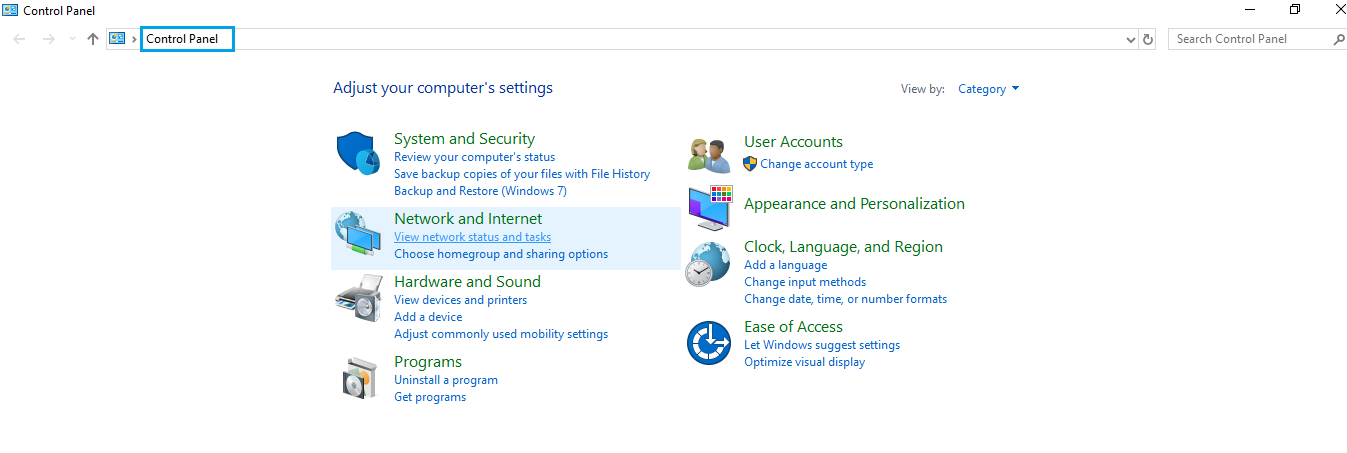 Control Panel
Control Panel
Search Control Panel
Adjust your computer's settings
View by: Category
System and Security
Review your computer's status
Save backup copies of your files with File History
Backup and Restore (Windows 7)
Network and Internet
View network status and tasks
Choose homegroup and sharing options
Hardware and Sound
View devices and printers
Add a device
Adjust commonly used mobility settings
Programs
Uninstall a program
Get programs
User Accounts
Change account type
Appearance and Personalization
Clock, Language, and Region
Add a language
Change input methods
Change date, time, or number formats
Ease of Access
Let Windows suggest settings
Optimize visual display